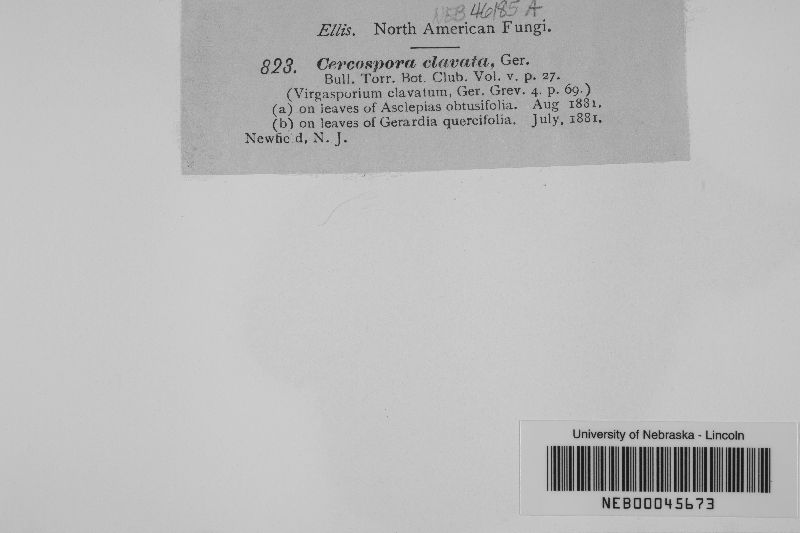 NEB 46185 A
Ellis. North American Fungi.
823. Cercospora clavata, Ger.
Bull. Torr. Bot. Club. Vol. v. p. 27.
(Virgasporium clavatum, Ger. Grev. 4. p. 69.)
(a) on leaves of Asclepias obtusifolia. Aug 1881.
(b) on leaves of Gerardia quercifolia. July, 1881.
Newfie d, N. J.
University of Nebraska - Lincoln
NEB00045673